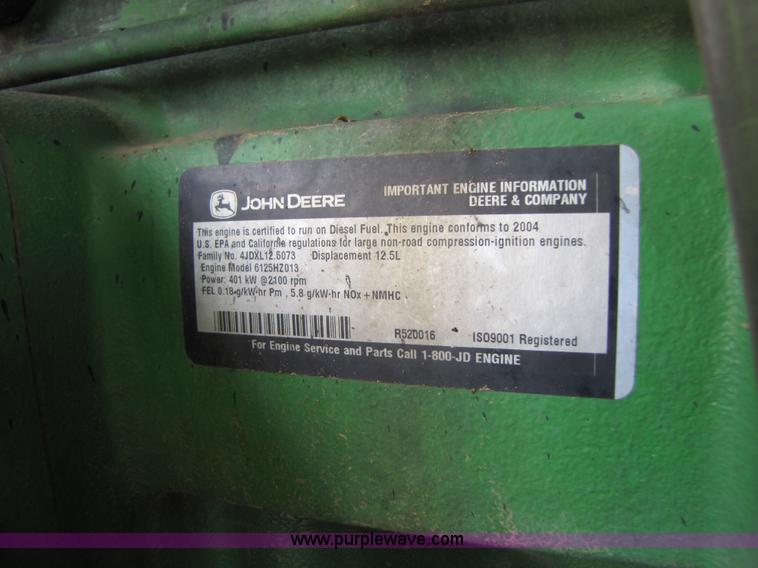 JOHN DEERE
IMPORTANT ENGINE INFORMATION
DEERE & COMPANY
This engine is certified to run on Diesel Fuel. This engine conforms to 2004
U.S. EPA and California regulations for large non-road compression-ignition engines.
Family No. 4JDXL12.5073 Displacement 12.5L
Engine Model 6125HZ013
Power: 401 kW @2100 rpm
FEL 0.18 g/kW-hr Pm , 5.8 g/kW-hr NOx + NMHC
R520016 ISO9001 Registered
For Engine Service and Parts Call 1-800-JD ENGINE
www.purplewave.com